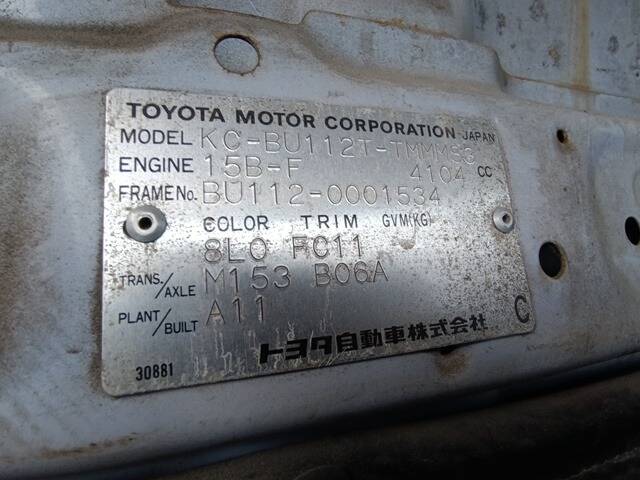 TOYOTA MOTOR CORPORATION JAPAN
MODEL KC-BU112T-TMMMS3
ENGINE 15B-F 4104 CC
FRAME No. BU112-0001534
COLOR TRIM GVM(KG)
8L0 FC11
TRANS./AXLE M153 B06A
PLANT/BUILT A11
トヨタ自動車株式会社 C
30881